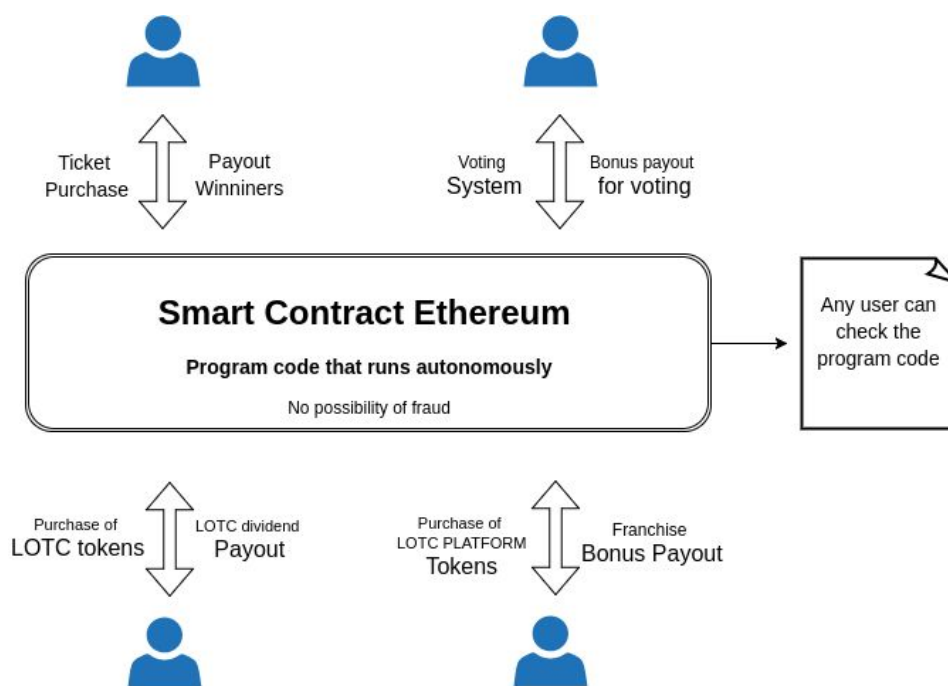 Ticket
Purchase
Payout
Winniners
Voting
System
Bonus payout
for voting
Smart Contract Ethereum
Program code that runs autonomously
No possibility of fraud
Any user can
check the
program code
Purchase of
LOTC tokens
LOTC dividend
Payout
Purchase of
LOTC PLATFORM
Tokens
Franchise
Bonus Payout